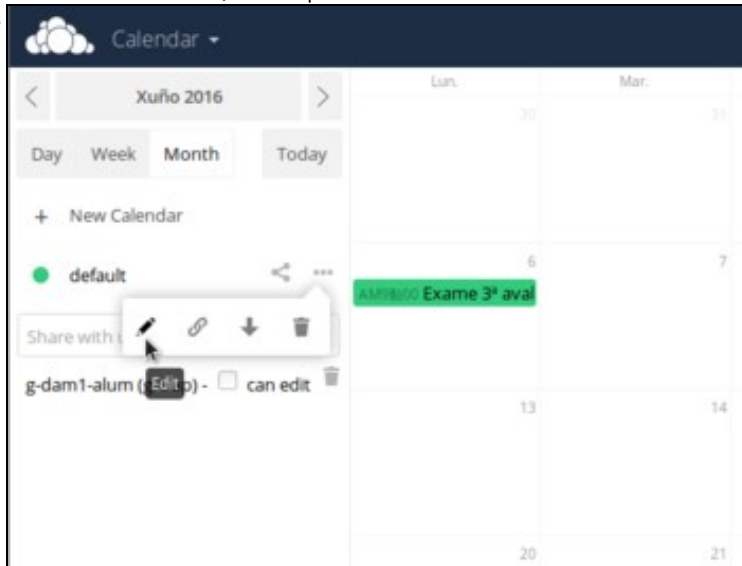 Calendar
Xuño 2016
Day Week Month Today
+ New Calendar
default
Share with
Edit
g-dam1-alum ( p) - can edit
Lun. Mar.
30 31
6 7
Exame 3ª aval
13 14
20 21